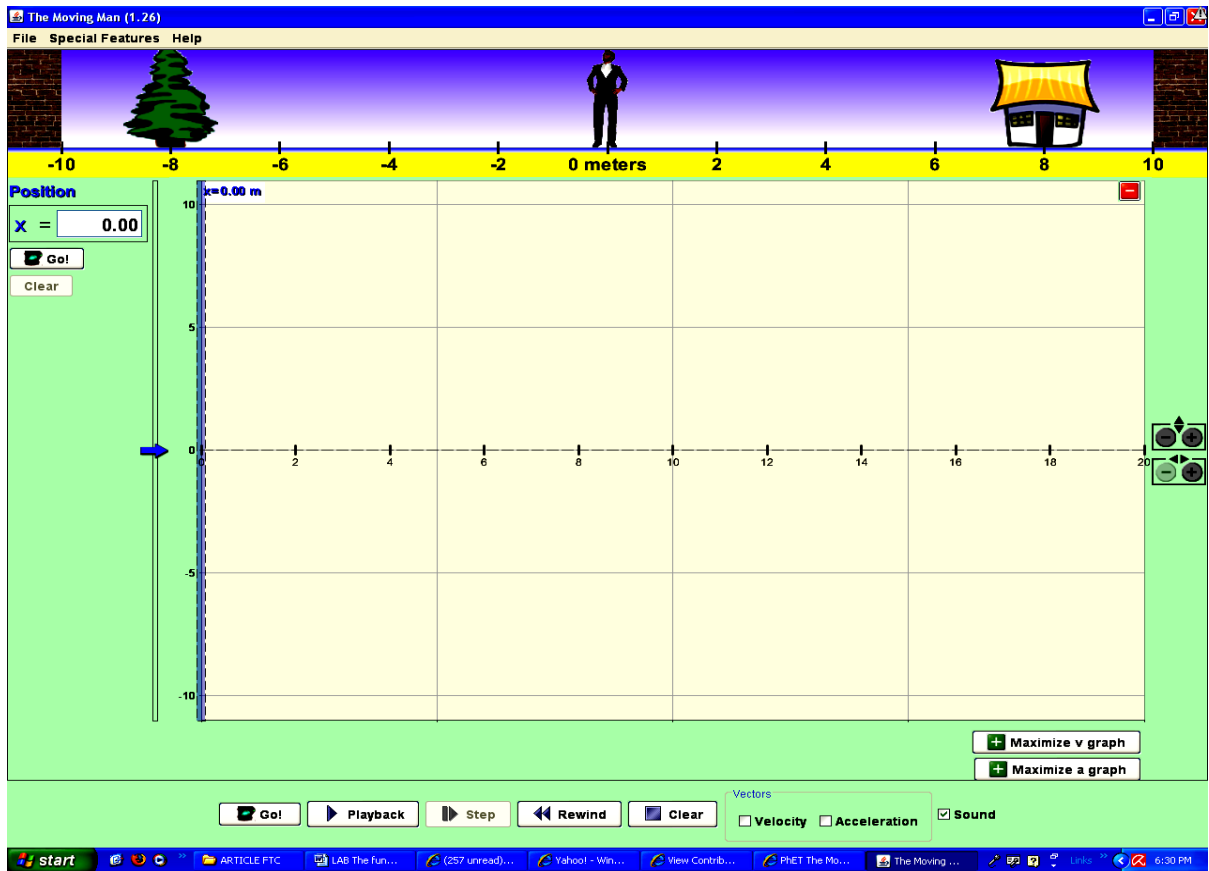 The Moving Man (1.26)
File Special Features Help
-10 -8 -6 -4 -2 0 meters 2 4 6 8 10
Position
x = 0.00
Go!
Clear
x=0.00 m
10
5
0
-5
-10
0 2 4 6 8 10 12 14 16 18 20
Maximize v graph
Maximize a graph
Go! Playback Step Rewind Clear
Vectors
Velocity Acceleration
Sound
start ARTICLE FTC LAB The fun... (257 unread)... Yahoo! - Win... View Contrib... PhET The Mo... The Moving ... Links 6:30 PM